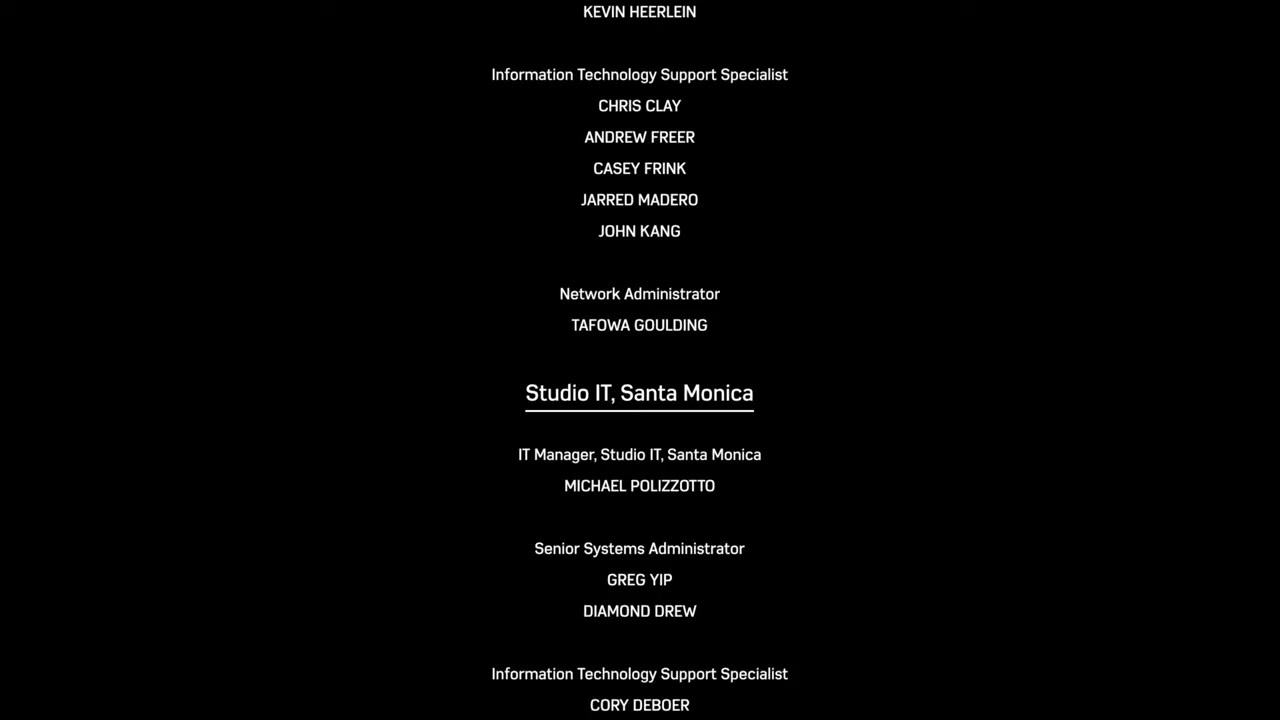 KEVIN HEERLEIN
Information Technology Support Specialist
CHRIS CLAY
ANDREW FREER
CASEY FRINK
JARRED MADERO
JOHN KANG
Network Administrator
TAFOWA GOULDING
Studio IT, Santa Monica
IT Manager, Studio IT, Santa Monica
MICHAEL POLIZZOTTO
Senior Systems Administrator
GREG YIP
DIAMOND DREW
Information Technology Support Specialist
CORY DEBOER